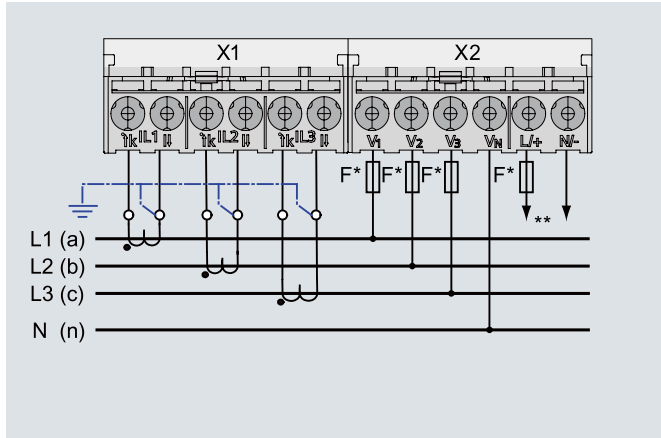 X1 X2
°k IL1 l↓ °k IL2 l↓ °k IL3 l↓ V1 V2 V3 VN L/+ N/-
F* F* F* F*
**
L1 (a)
L2 (b)
L3 (c)
N (n)